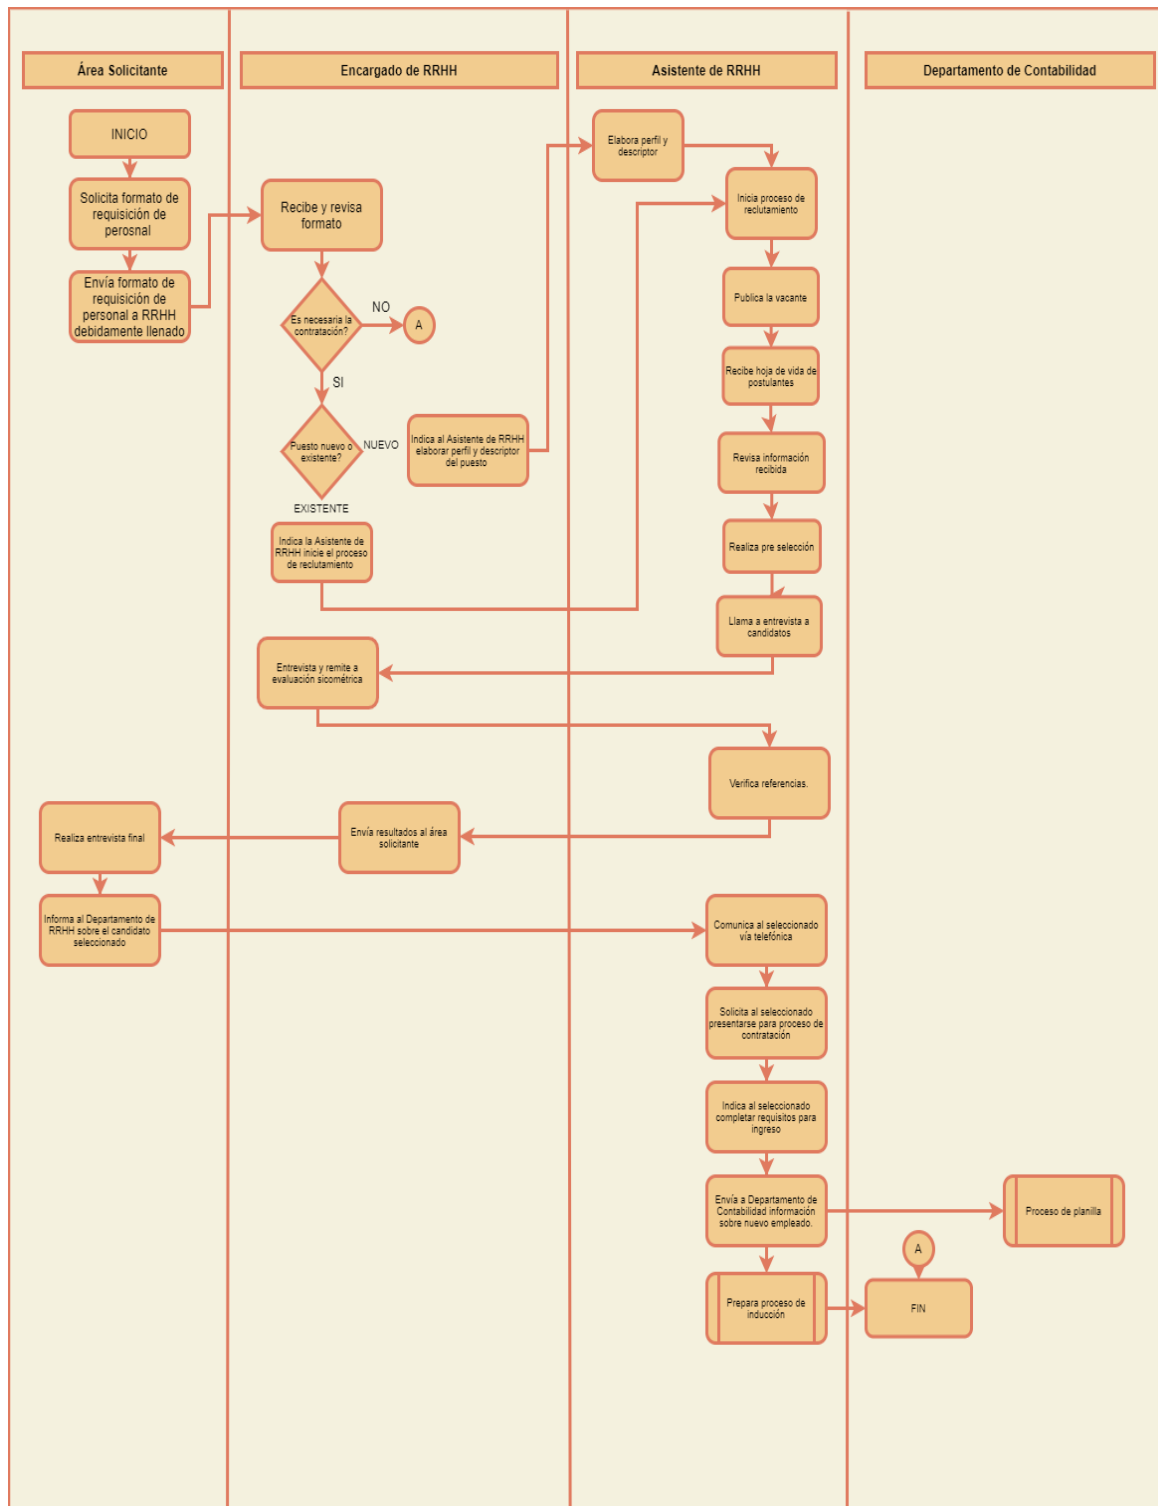 Área Solicitante
Encargado de RRHH
Asistente de RRHH
Departamento de Contabilidad
INICIO
Solicita formato de
requisición de
perosnal
Envía formato de
requisición de
personal a RRHH
debidamente llenado
Recibe y revisa
formato
Es necesaria la
contratación?
NO
A
SI
Puesto nuevo o
existente?
NUEVO
Indica al Asistente de RRHH
elaborar perfil y descriptor
del puesto
EXISTENTE
Indica la Asistente de
RRHH inicie el proceso
de reclutamiento
Elabora perfil y
descriptor
Inicia proceso de
reclutamiento
Publica la vacante
Recibe hoja de vida de
postulantes
Revisa información
recibida
Realiza pre selección
Llama a entrevista a
candidatos
Entrevista y remite a
evaluación sicométrica
Verifica referencias.
Envía resultados al área
solicitante
Realiza entrevista final
Informa al Departamento de
RRHH sobre el candidato
seleccionado
Comunica al seleccionado
vía telefónica
Solicita al seleccionado
presentarse para proceso de
contratación
Indica al seleccionado
completar requisitos para
ingreso
Envía a Departamento de
Contabilidad información
sobre nuevo empleado.
Proceso de planilla
Prepara proceso de
inducción
A
FIN